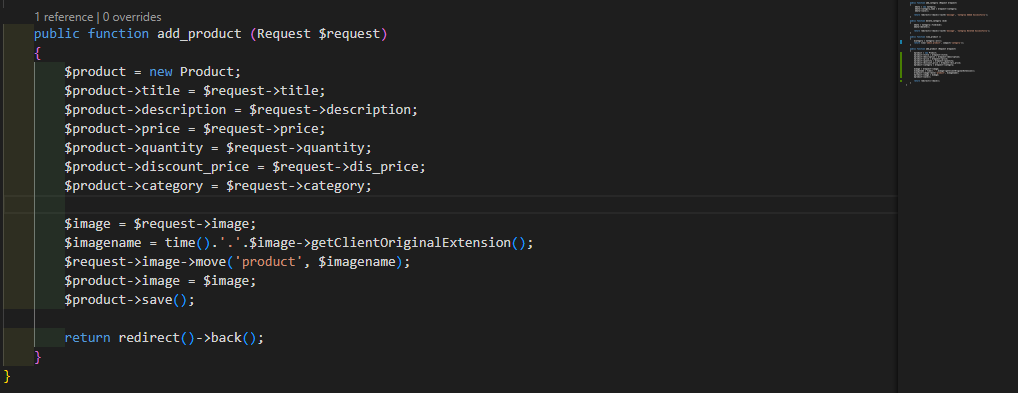 1 reference | 0 overrides
public function add_product (Request $request)
{
$product = new Product;
$product->title = $request->title;
$product->description = $request->description;
$product->price = $request->price;
$product->quantity = $request->quantity;
$product->discount_price = $request->dis_price;
$product->category = $request->category;
$image = $request->image;
$imagename = time().'.'.$image->getClientOriginalExtension();
$request->image->move('product', $imagename);
$product->image = $image;
$product->save();
return redirect()->back();
}
}